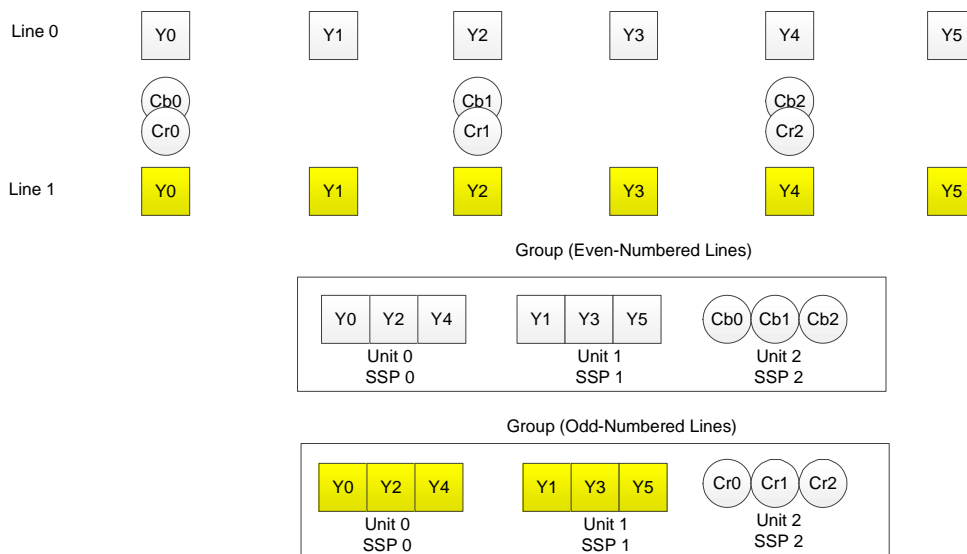 Line 0 Y0 Y1 Y2 Y3 Y4 Y5
Cb0 Cb1 Cb2
Cr0 Cr1 Cr2
Line 1 Y0 Y1 Y2 Y3 Y4 Y5
Group (Even-Numbered Lines)
Y0 Y2 Y4 Y1 Y3 Y5 Cb0 Cb1 Cb2
Unit 0 Unit 1 Unit 2
SSP 0 SSP 1 SSP 2
Group (Odd-Numbered Lines)
Y0 Y2 Y4 Y1 Y3 Y5 Cr0 Cr1 Cr2
Unit 0 Unit 1 Unit 2
SSP 0 SSP 1 SSP 2